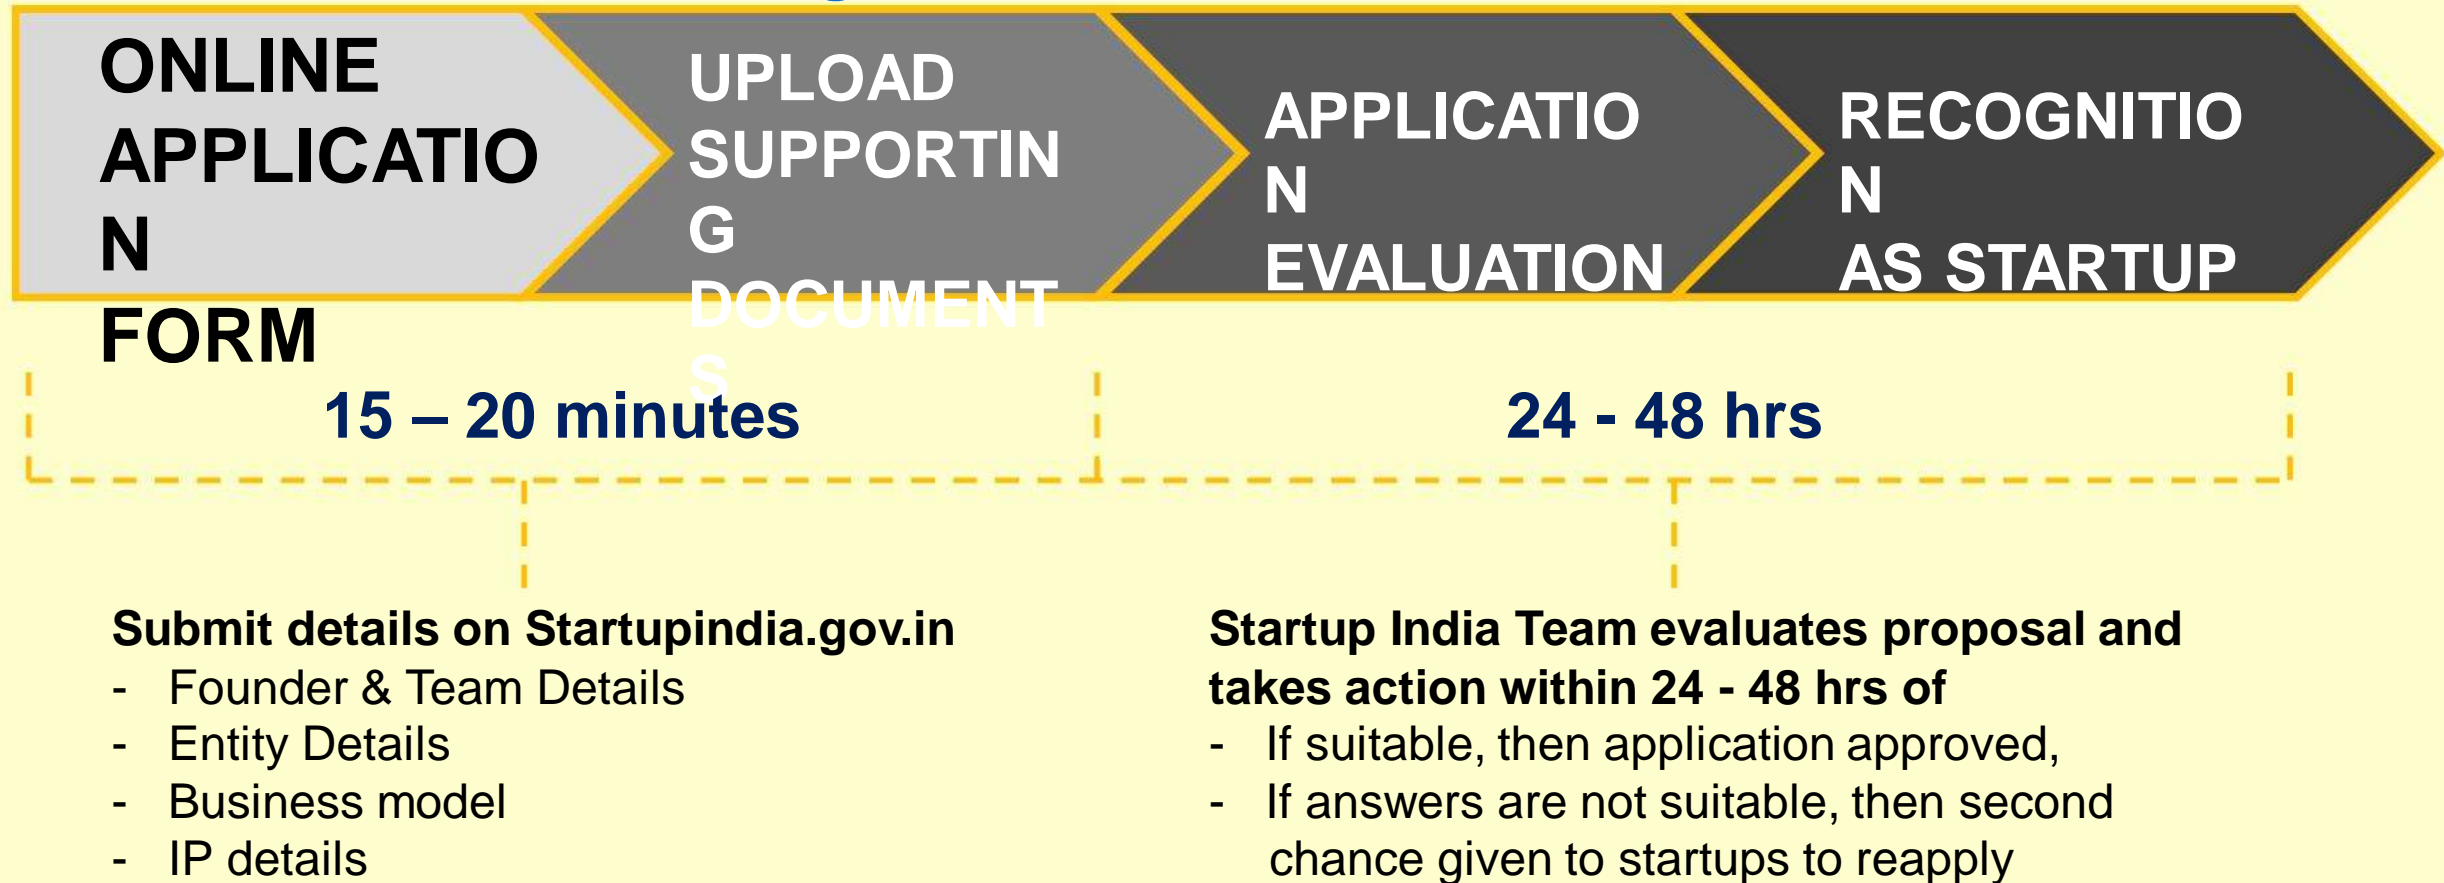 ONLINE
APPLICATIO
N
FORM
UPLOAD
SUPPORTIN
G
DOCUMENT
S
APPLICATIO
N
EVALUATION
RECOGNITIO
N
AS STARTUP
15 – 20 minutes
24 - 48 hrs
Submit details on Startupindia.gov.in
- Founder & Team Details
- Entity Details
- Business model
- IP details
Startup India Team evaluates proposal and
takes action within 24 - 48 hrs of
- If suitable, then application approved,
- If answers are not suitable, then second
chance given to startups to reapply